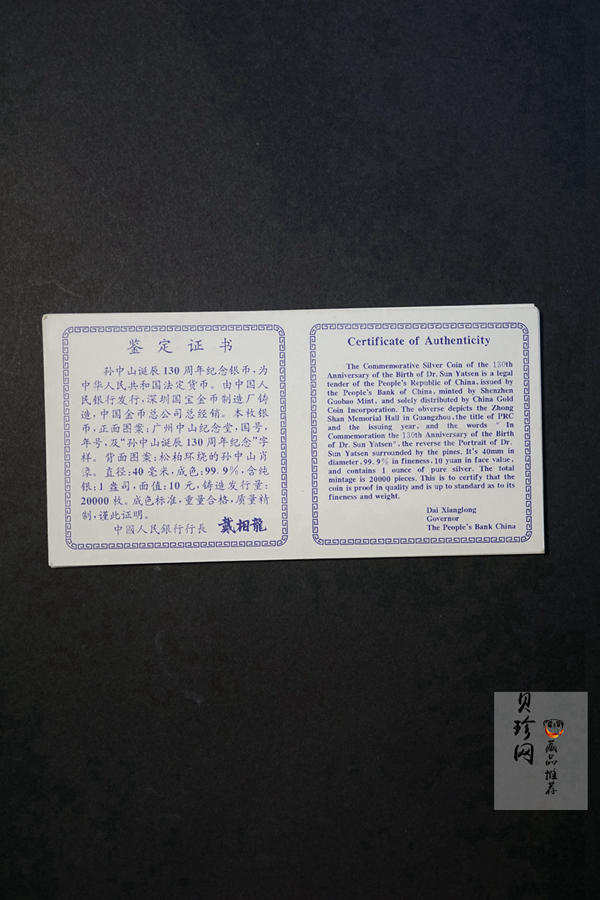 鉴定证书
孙中山诞辰130周年纪念银币,为
中华人民共和国法定货币。由中国人
民银行发行,深圳国宝金币制造厂铸
造,中国金币总公司总经销。本枚银
币,正面图案:广州中山纪念堂,国号,
年号,及“孙中山诞辰130周年纪念”字
样。背面图案:松柏环绕的孙中山肖
像。直径:40毫米,成色:99.9%,含纯
银:1盎司,面值:10元,铸造发行量:
20000枚。成色标准,重量合格,质量精
制,谨此证明。
中國人民銀行行長 戴相龍
Certificate of Authenticity
The Commemorative Silver Coin of the 130th
Anniversary of the Birth of Dr. Sun Yatsen is a legal
tender of the People's Republic of China, issued by
the People's Bank of China, minted by Shenzhen
Guobao Mint, and solely distributed by China Gold
Coin Incorporation. The obverse depicts the Zhong
Shan Memorial Hall in Guangzhou, the title of PRC
and the issuing year, and the words "In
Commemoration the 130th Anniversary of the Birth
of Dr. Sun Yatsen", the reverse the Portrait of Dr.
Sun Yatsen surrounded by the pines. It's 40mm in
diameter, 99.9% in fineness, 10 yuan in face value,
and contains 1 ounce of pure silver. The total
mintage is 20000 pieces. This is to certify that the
coin is proof in quality and is up to standard as to its
fineness and weight.
Dai Xianglong
Governor
The People's Bank China
贝珍网
藏品推荐